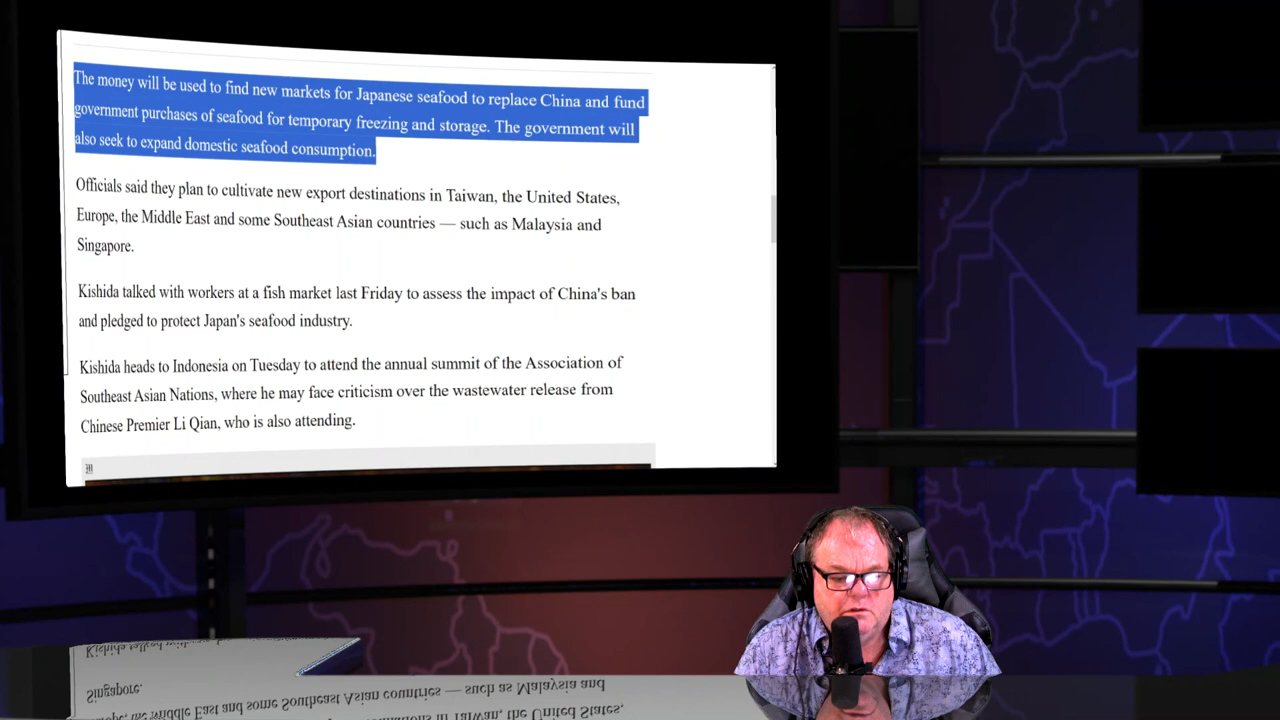 The money will be used to find new markets for Japanese seafood to replace China and fund
government purchases of seafood for temporary freezing and storage. The government will
also seek to expand domestic seafood consumption.
Officials said they plan to cultivate new export destinations in Taiwan, the United States,
Europe, the Middle East and some Southeast Asian countries — such as Malaysia and
Singapore.
Kishida talked with workers at a fish market last Friday to assess the impact of China's ban
and pledged to protect Japan's seafood industry.
Kishida heads to Indonesia on Tuesday to attend the annual summit of the Association of
Southeast Asian Nations, where he may face criticism over the wastewater release from
Chinese Premier Li Qian, who is also attending.